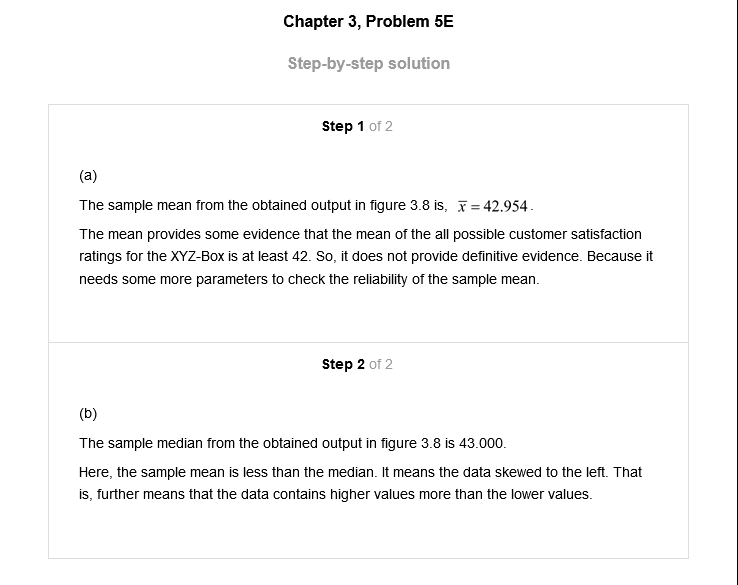 Chapter 3, Problem 5E
Step-by-step solution
Step 1 of 2
(a)
The sample mean from the obtained output in figure 3.8 is, x̅ = 42.954.
The mean provides some evidence that the mean of the all possible customer satisfaction
ratings for the XYZ-Box is at least 42. So, it does not provide definitive evidence. Because it
needs some more parameters to check the reliability of the sample mean.
Step 2 of 2
(b)
The sample median from the obtained output in figure 3.8 is 43.000.
Here, the sample mean is less than the median. It means the data skewed to the left. That
is, further means that the data contains higher values more than the lower values.